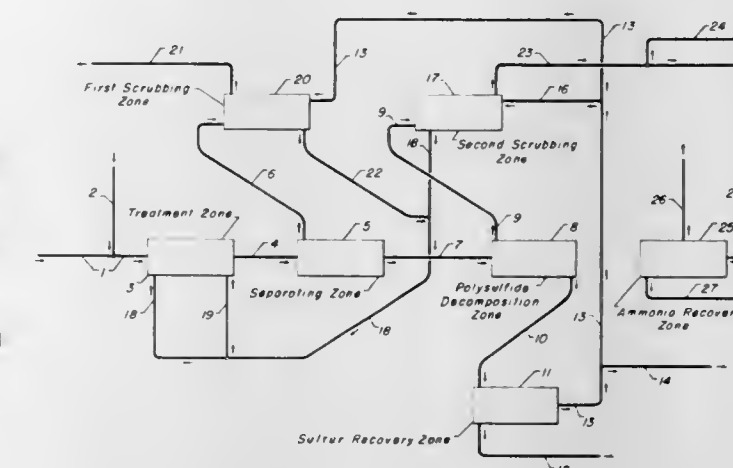 21
First Scrubbing
Zone
20
13
13
24
23
17
16
9
18
Second Scrubbing
Zone
2
6
22
26
Treatment Zone
4
5
7
9
8
25
1
3
Separating Zone
Polysulfide
Decomposition
Zone
27
Ammonia Recover
Zone
18
19
18
13
10
14
11
13
Sulfur Recovery Zone